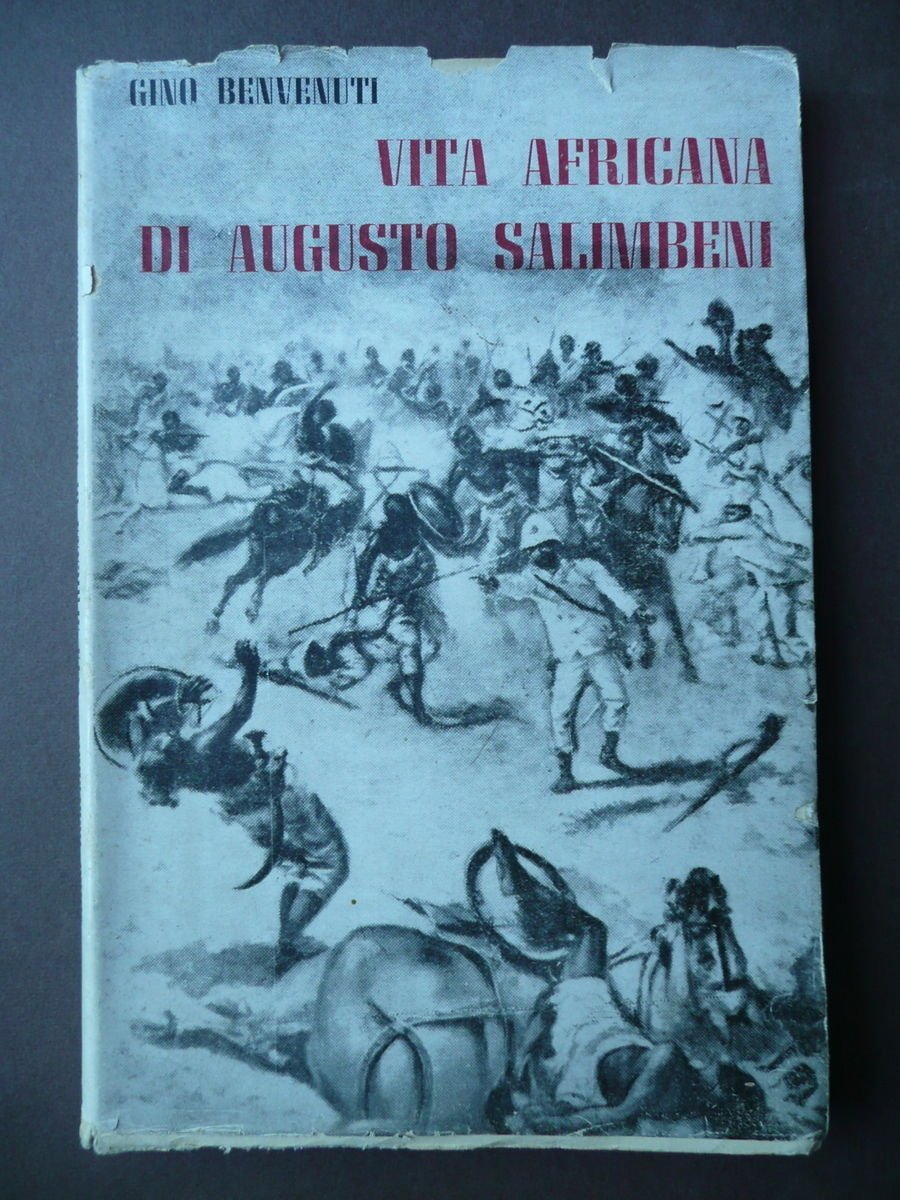 GINO BENVENUTI
VITA AFRICANA
DI AUGUSTO SALIMBENI